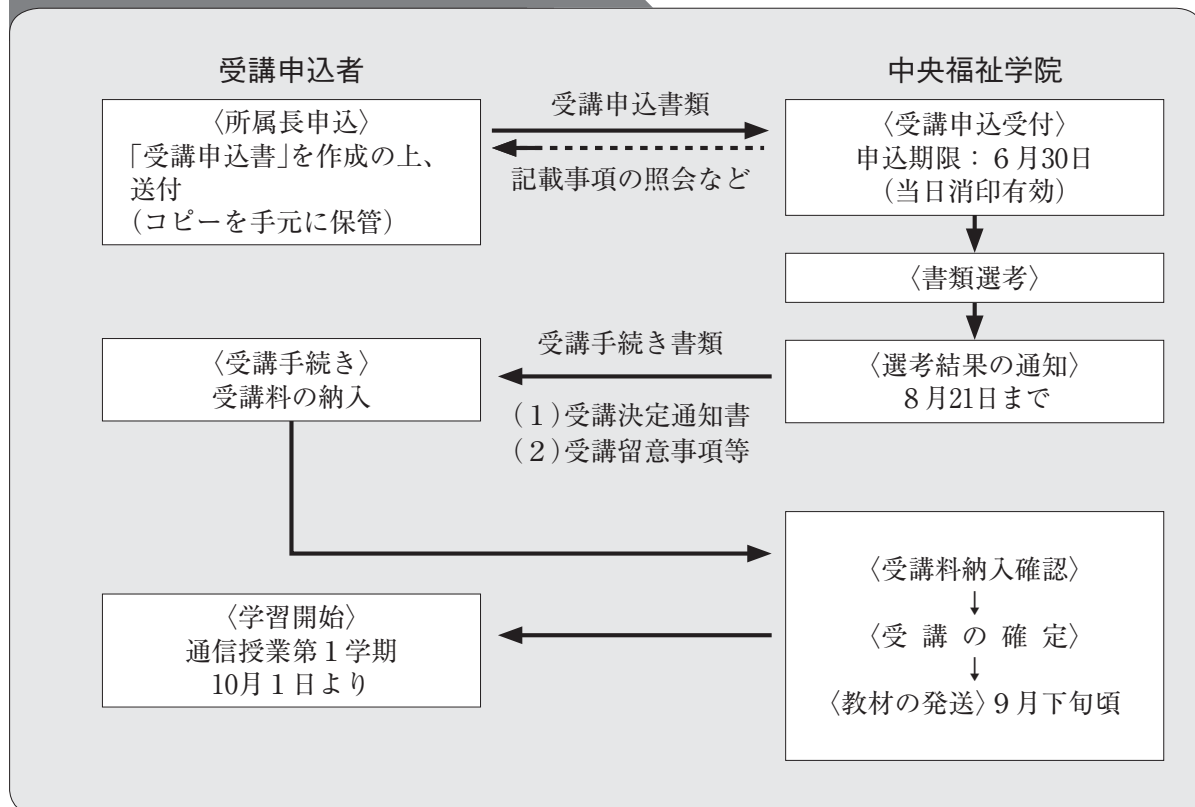 受講申込者
中央福祉学院
〈所属長申込〉
「受講申込書」を作成の上、
送付
(コピーを手元に保管)
受講申込書類
記載事項の照会など
〈受講申込受付〉
申込期限：６月30日
(当日消印有効)
〈書類選考〉
〈選考結果の通知〉
８月21日まで
受講手続き書類
(１)受講決定通知書
(２)受講留意事項等
〈受講手続き〉
受講料の納入
〈受講料納入確認〉
↓
〈受 講 の 確 定〉
↓
〈教材の発送〉９月下旬頃
〈学習開始〉
通信授業第１学期
10月１日より